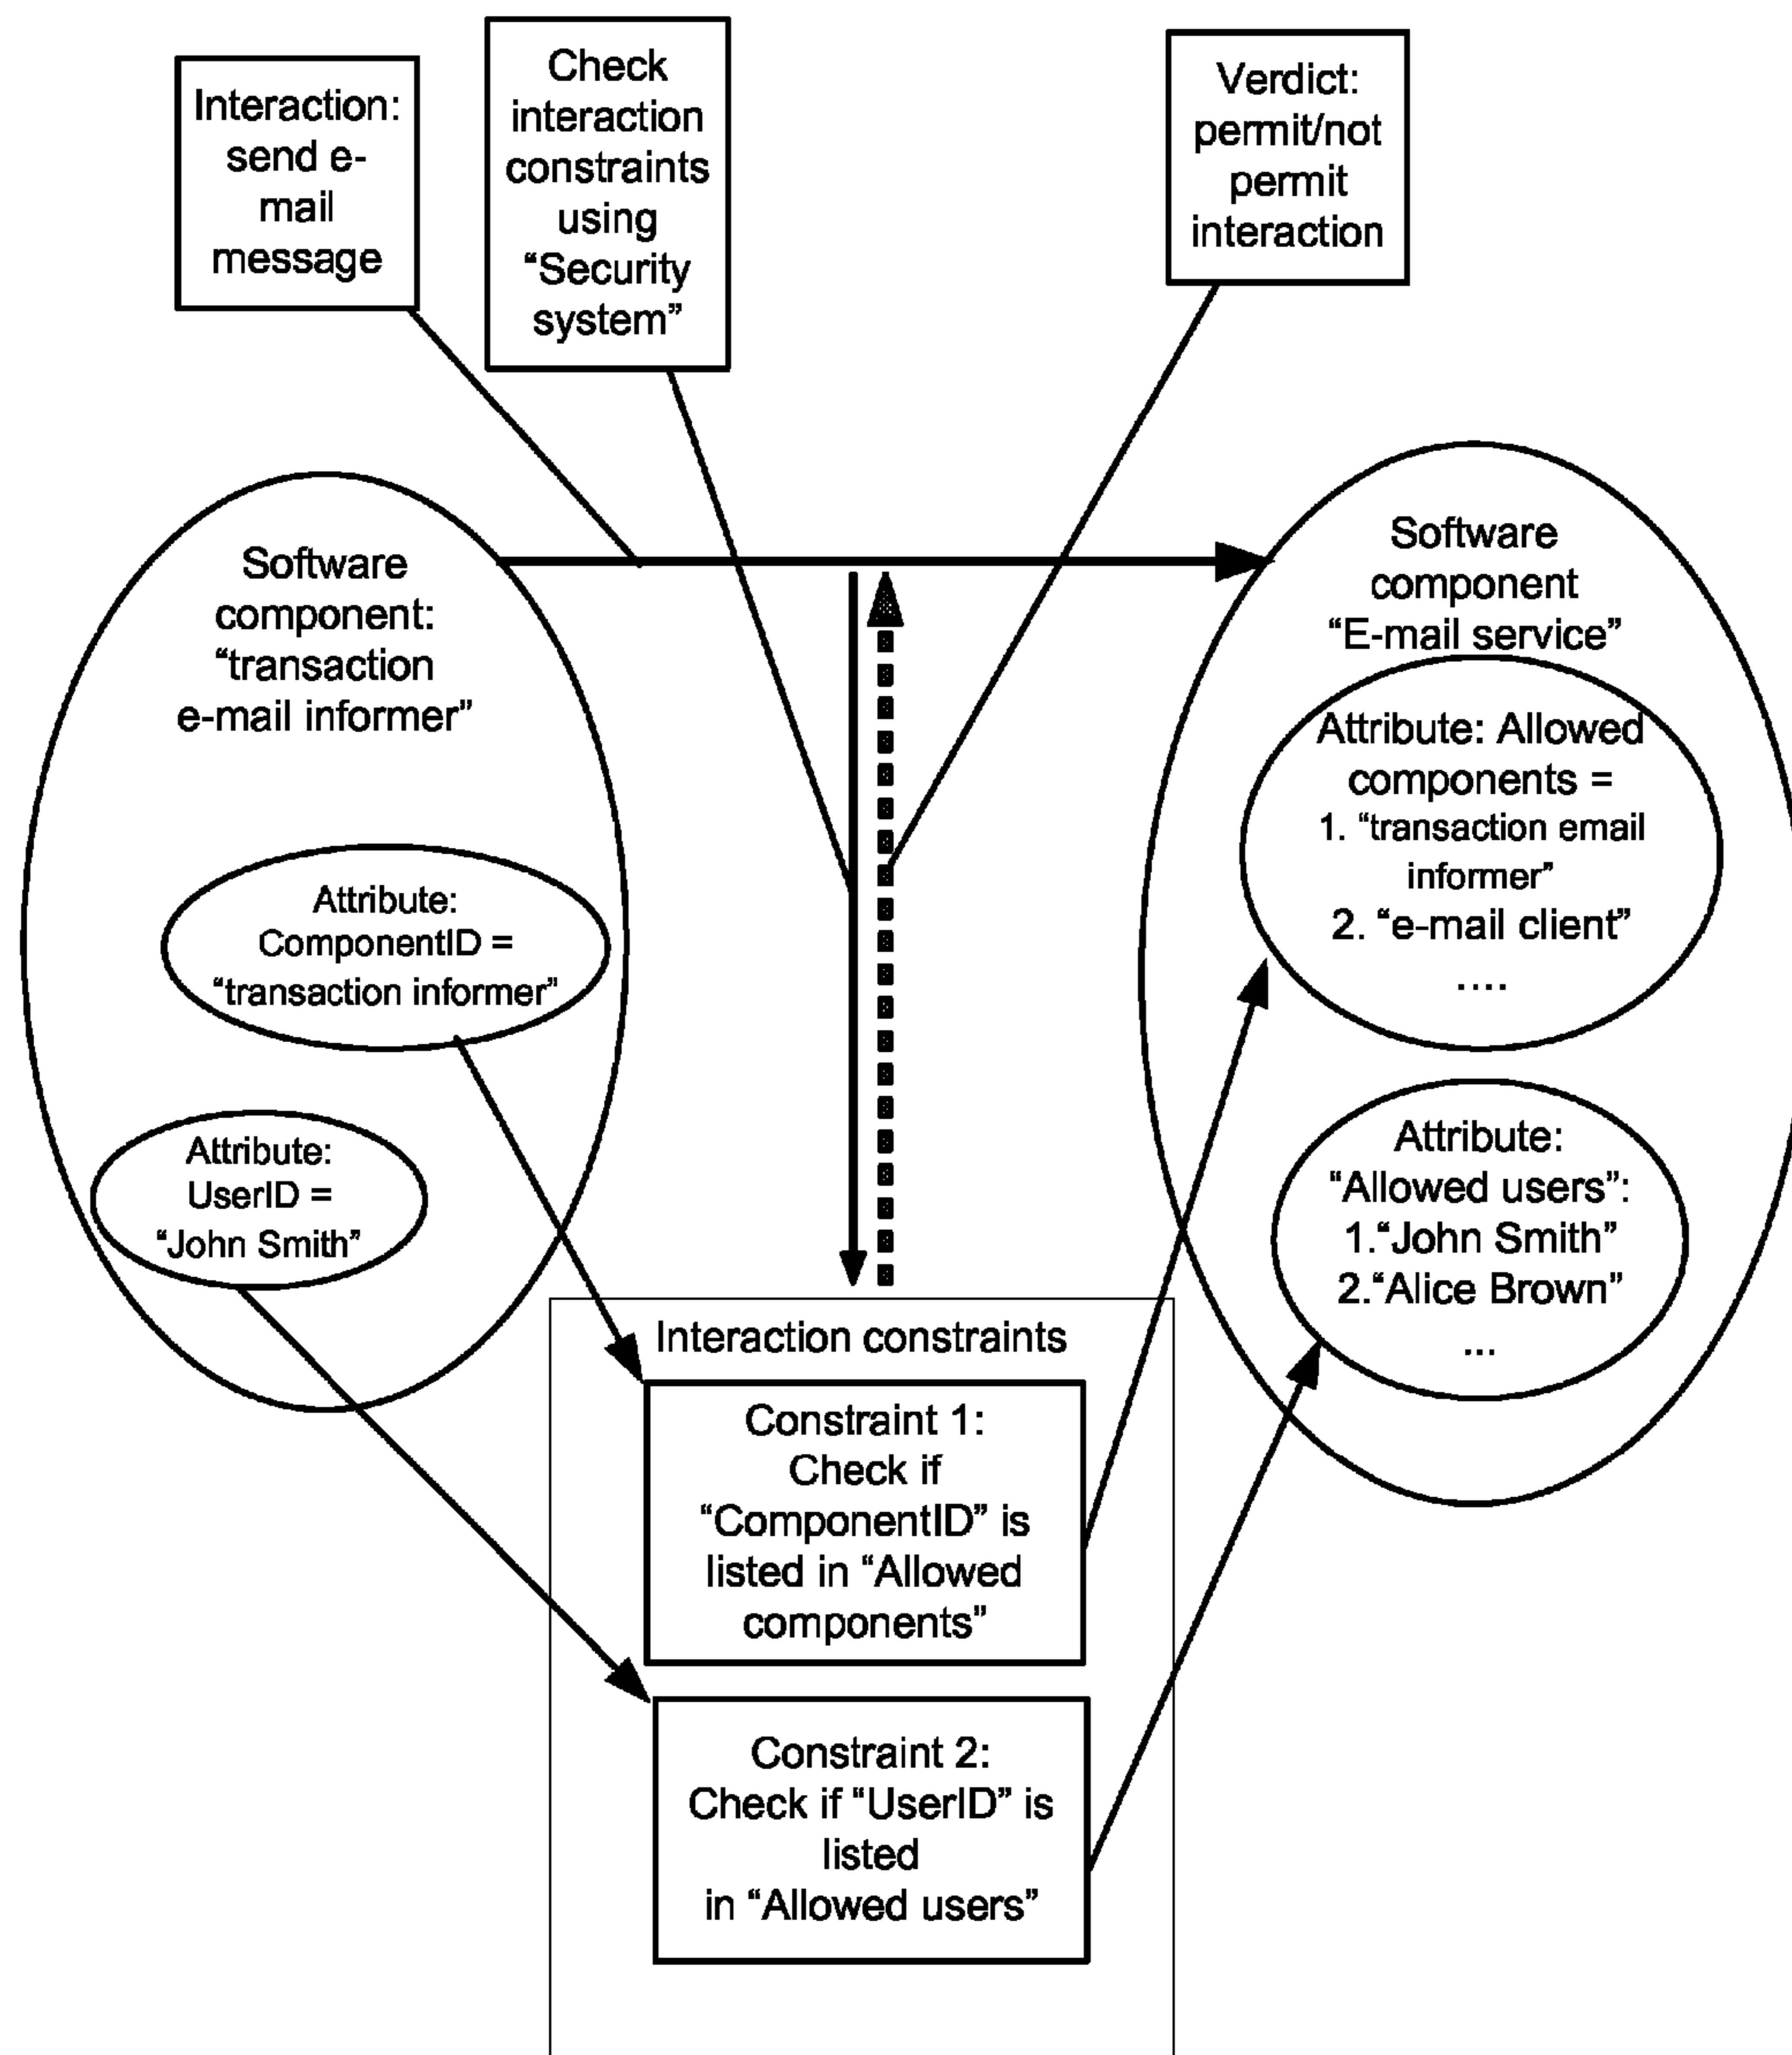 Interaction:
send e-
mail
message
Check
interaction
constraints
using
“Security
system”
Verdict:
permit/not
permit
interaction
Software
component:
“transaction
e-mail informer”
Attribute:
ComponentID =
“transaction informer”
Attribute:
UserID =
“John Smith”
Software
component
“E-mail service”
Attribute: Allowed
components =
1. “transaction email
informer”
2. “e-mail client”
....
Attribute:
“Allowed users”:
1.“John Smith”
2.“Alice Brown”
...
Interaction constraints
Constraint 1:
Check if
“ComponentID” is
listed in “Allowed
components”
Constraint 2:
Check if “UserID” is
listed
in “Allowed users”